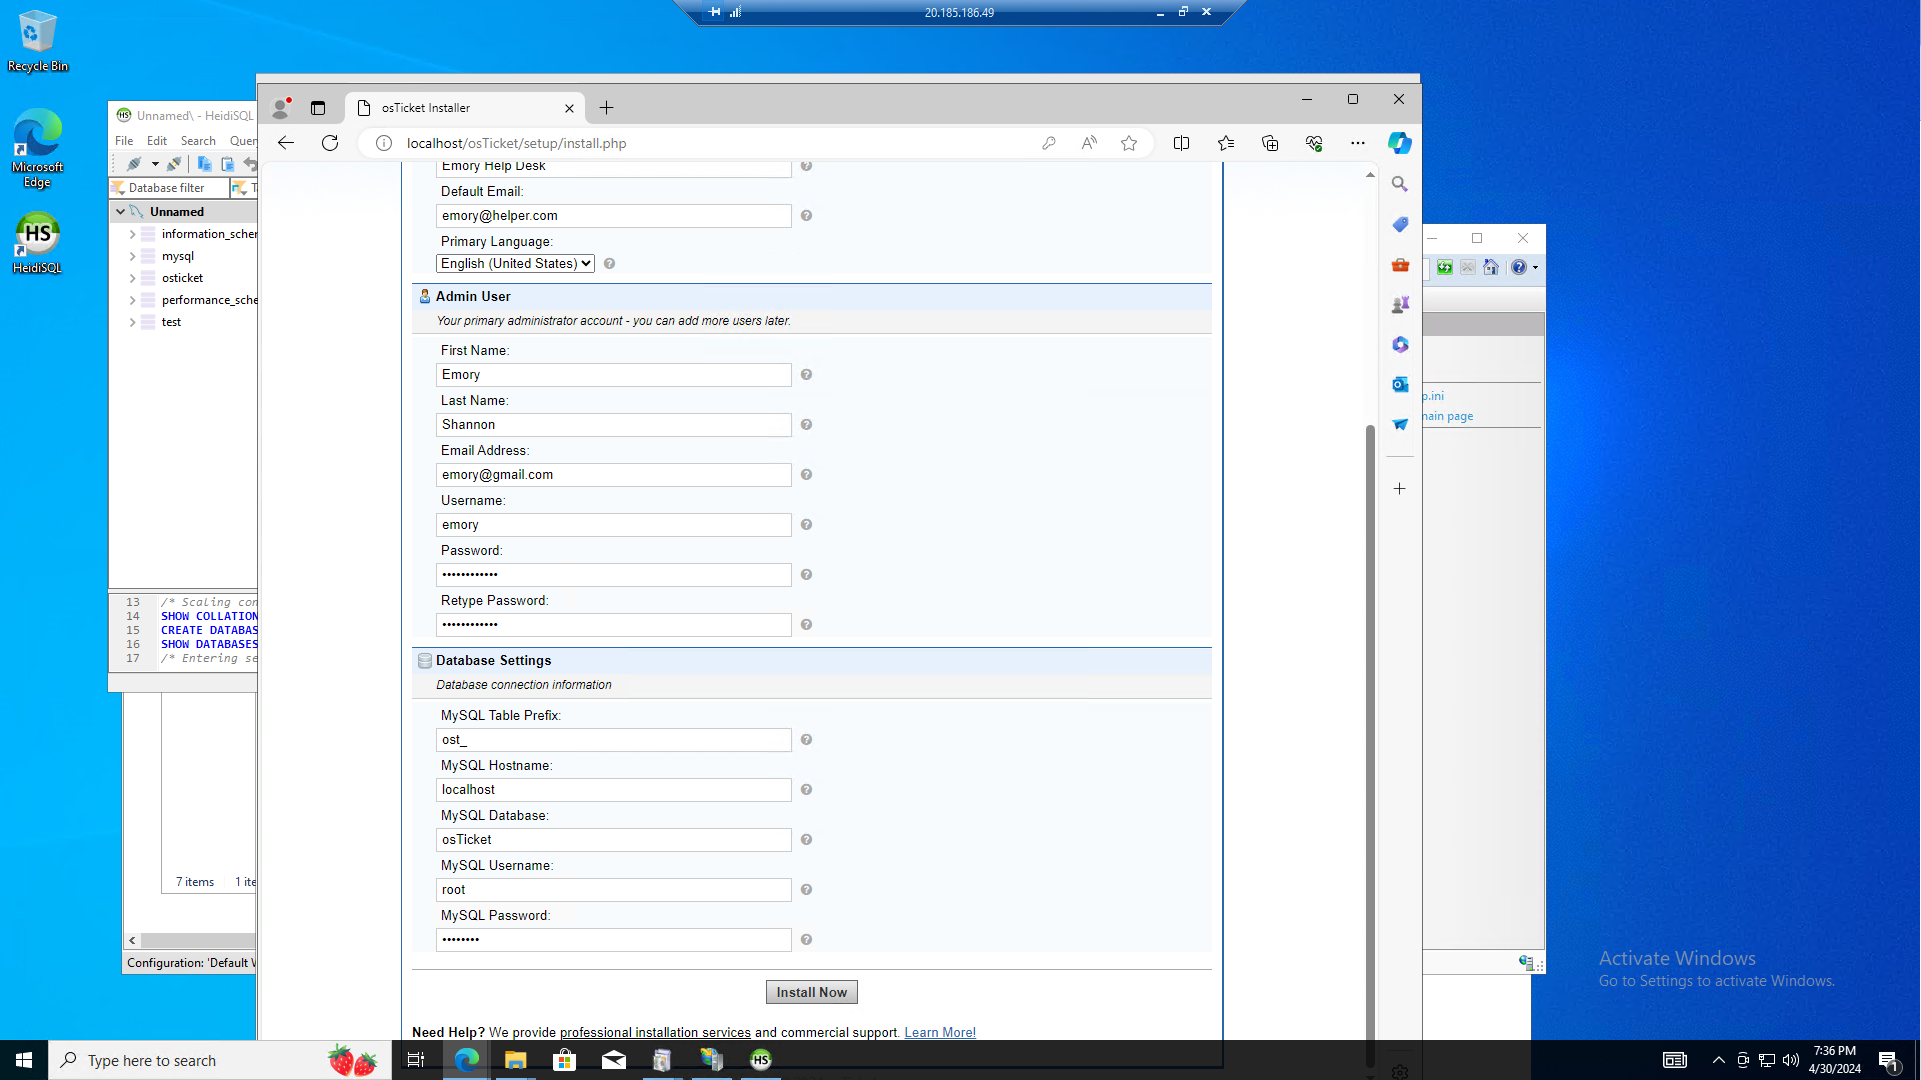 20.185.186.49
Recycle Bin
Microsoft
Edge
HS
HeidiSQL
Unnamed\ - HeidiSQL
File Edit Search
Database filter
Unnamed
information_scher
mysql
osticket
performance_sche
test
13 /* Scaling con
14 SHOW COLLATION
15 CREATE DATABAS
16 SHOW DATABASES
17 /* Entering se
7 items
Configuration: 'Default
osTicket Installer
localhost/osTicket/setup/install.php
Emory Help Desk
Default Email:
emory@helper.com
Primary Language:
English (United States)
Admin User
Your primary administrator account - you can add more users later.
First Name:
Emory
Last Name:
Shannon
Email Address:
emory@gmail.com
Username:
emory
Password:
••••••••••••
Retype Password:
••••••••••••
Database Settings
Database connection information
MySQL Table Prefix:
ost_
MySQL Hostname:
localhost
MySQL Database:
osTicket
MySQL Username:
root
MySQL Password:
••••••••
Install Now
Need Help? We provide professional installation services and commercial support. Learn More!
p.ini
page
Activate Windows
Go to Settings to activate Windows.
Type here to search
HS
7:36 PM
4/30/2024
1